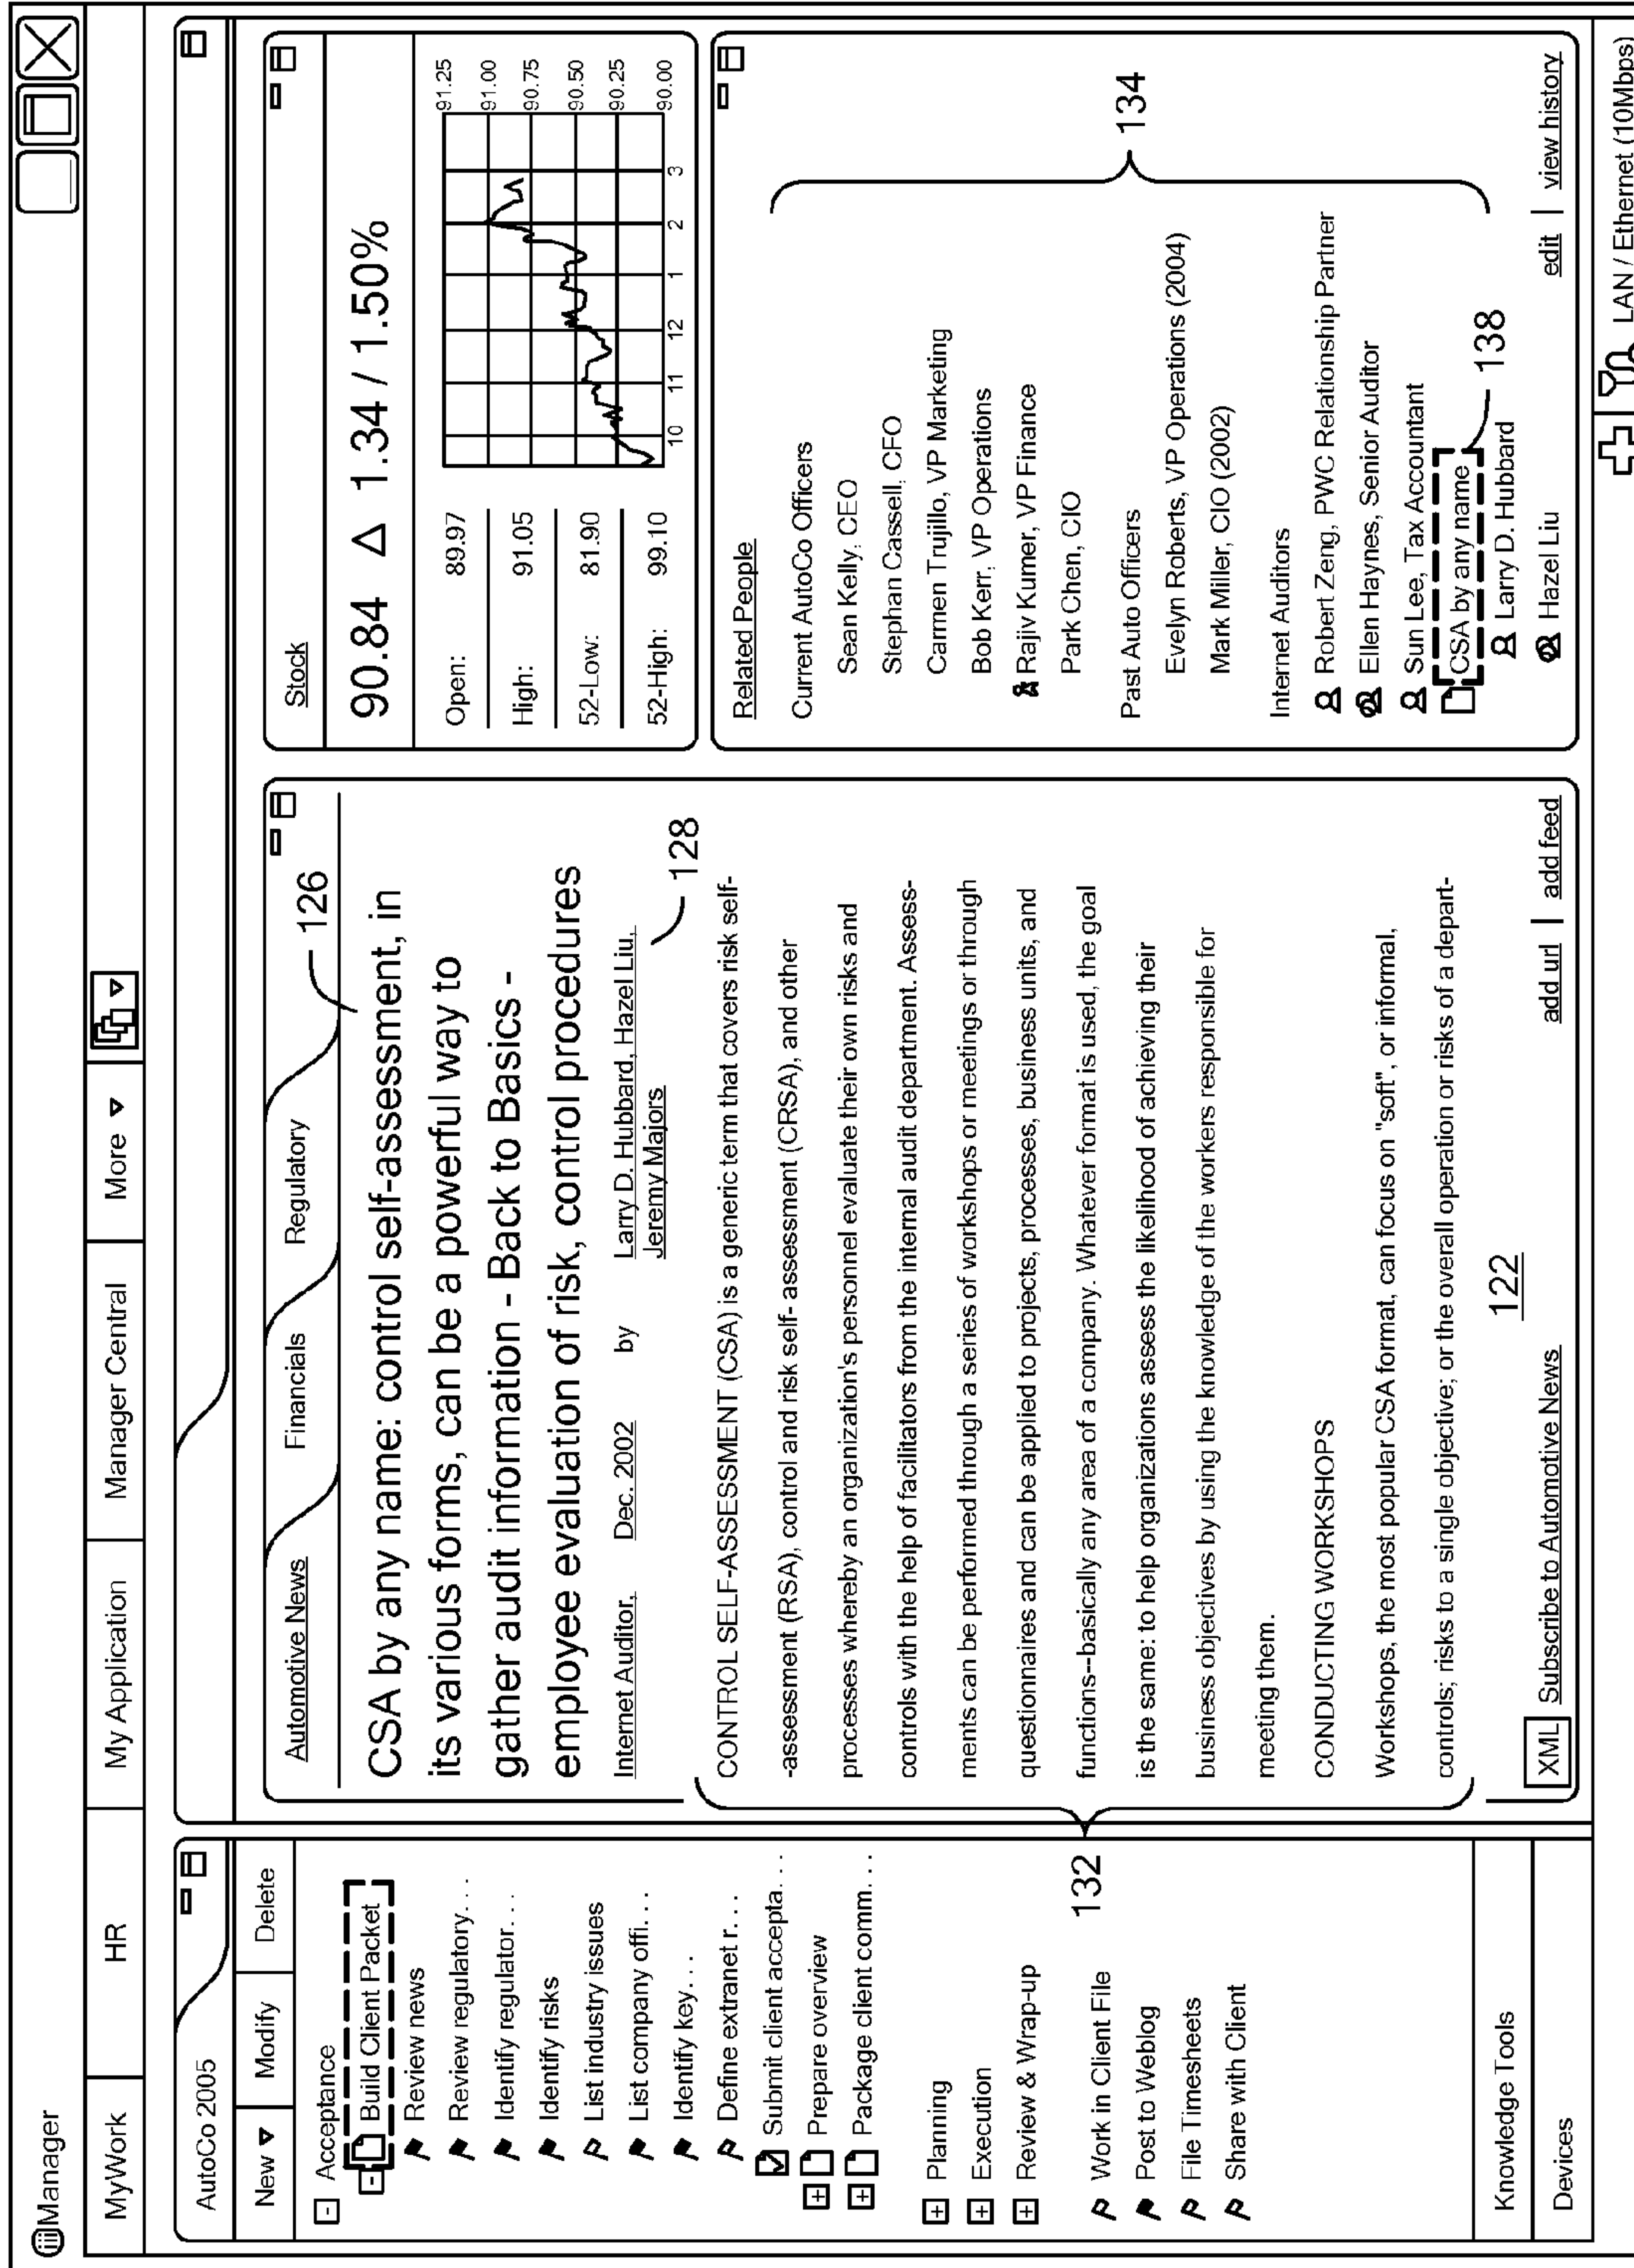 iiiManager
MyWork
HR
My Application
Manager Central
More
AutoCo 2005
New
Modify
Delete
- Acceptance
- Build Client Packet
Review news
Review regulatory...
Identify regulator...
Identify risks
List industry issues
List company offi...
Identify key...
Define extranet r...
Submit client accepta...
+ Prepare overview
+ Package client comm...
+ Planning
+ Execution
+ Review & Wrap-up
Work in Client File
Post to Weblog
File Timesheets
Share with Client
Knowledge Tools
Devices
132
Automotive News
Financials
Regulatory
126
CSA by any name: control self-assessment, in
its various forms, can be a powerful way to
gather audit information - Back to Basics -
employee evaluation of risk, control procedures
Internet Auditor, Dec. 2002 by Larry D. Hubbard, Hazel Liu,
Jeremy Majors
128
CONTROL SELF-ASSESSMENT (CSA) is a generic term that covers risk self-
-assessment (RSA), control and risk self- assessment (CRSA), and other
processes whereby an organization's personnel evaluate their own risks and
controls with the help of facilitators from the internal audit department. Assess-
ments can be performed through a series of workshops or meetings or through
questionnaires and can be applied to projects, processes, business units, and
functions--basically any area of a company. Whatever format is used, the goal
is the same: to help organizations assess the likelihood of achieving their
business objectives by using the knowledge of the workers responsible for
meeting them.
CONDUCTING WORKSHOPS
Workshops, the most popular CSA format, can focus on "soft", or informal,
controls; risks to a single objective; or the overall operation or risks of a depart-
122
XML Subscribe to Automotive News
add url | add feed
Stock
90.84 Δ 1.34 / 1.50%
Open: 89.97
High: 91.05
52-Low: 81.90
52-High: 99.10
91.25
91.00
90.75
90.50
90.25
90.00
10 11 12 1 2 3
Related People
Current AutoCo Officers
Sean Kelly, CEO
Stephan Cassell, CFO
Carmen Trujillo, VP Marketing
Bob Kerr, VP Operations
Rajiv Kumer, VP Finance
Park Chen, CIO
Past Auto Officers
Evelyn Roberts, VP Operations (2004)
Mark Miller, CIO (2002)
Internet Auditors
Robert Zeng, PWC Relationship Partner
Ellen Haynes, Senior Auditor
Sun Lee, Tax Accountant
CSA by any name
Larry D. Hubbard
Hazel Liu
134
138
edit | view history
LAN / Ethernet (10Mbps)